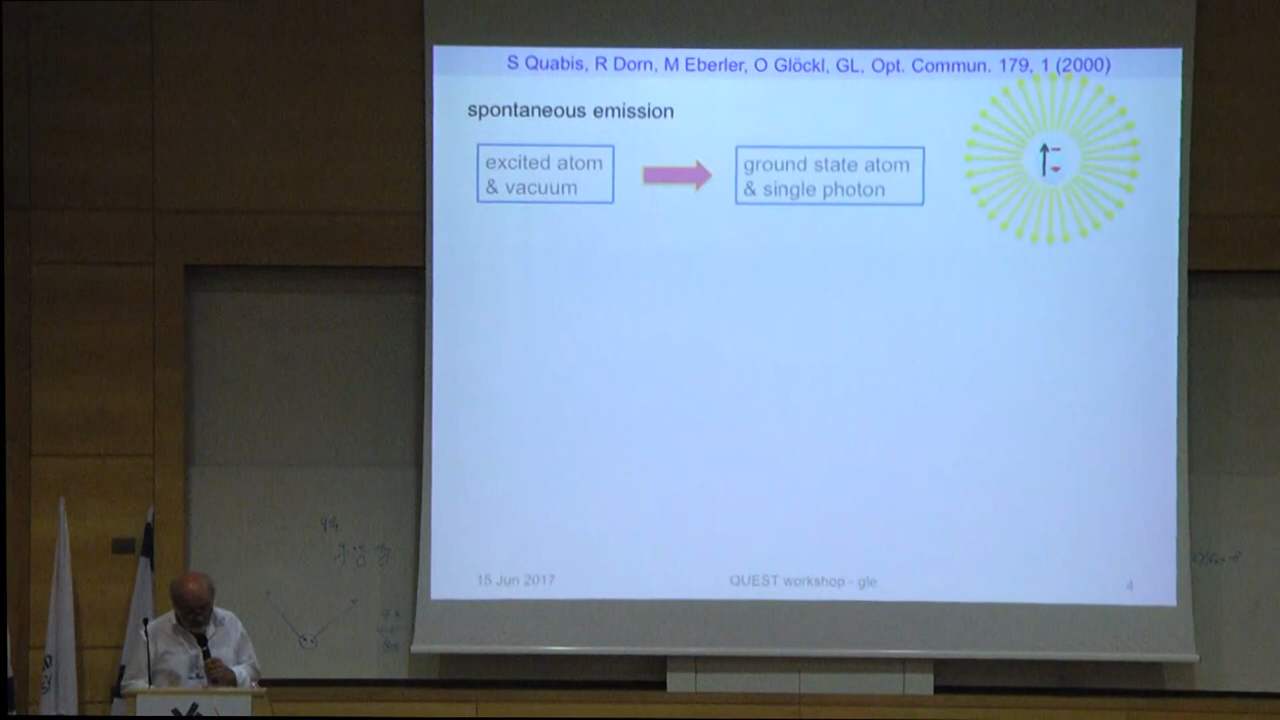 S Quabis, R Dorn, M Eberler, O Glöckl, GL, Opt. Commun. 179, 1 (2000)
spontaneous emission
excited atom
& vacuum
ground state atom
& single photon
15 Jun 2017
QUEST workshop - gle
4